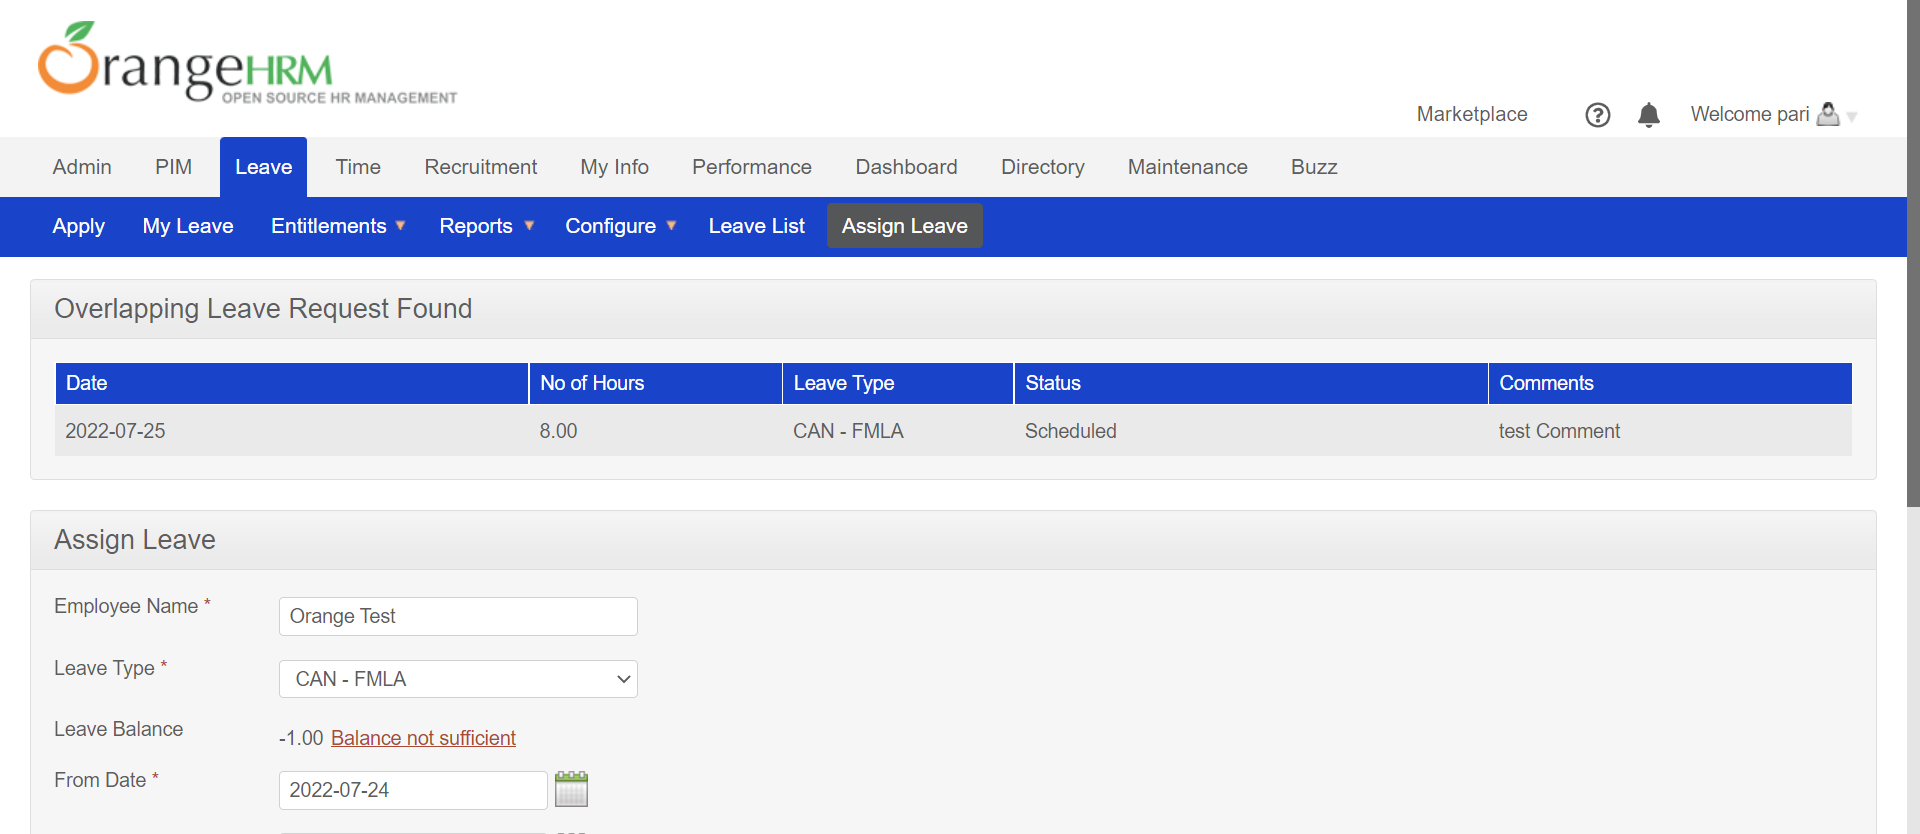 OrangeHRM
OPEN SOURCE HR MANAGEMENT
Marketplace ? Welcome pari
Admin PIM Leave Time Recruitment My Info Performance Dashboard Directory Maintenance Buzz
Apply My Leave Entitlements Reports Configure Leave List Assign Leave
Overlapping Leave Request Found
Date No of Hours Leave Type Status Comments
2022-07-25 8.00 CAN - FMLA Scheduled test Comment
Assign Leave
Employee Name * Orange Test
Leave Type * CAN - FMLA
Leave Balance -1.00 Balance not sufficient
From Date * 2022-07-24